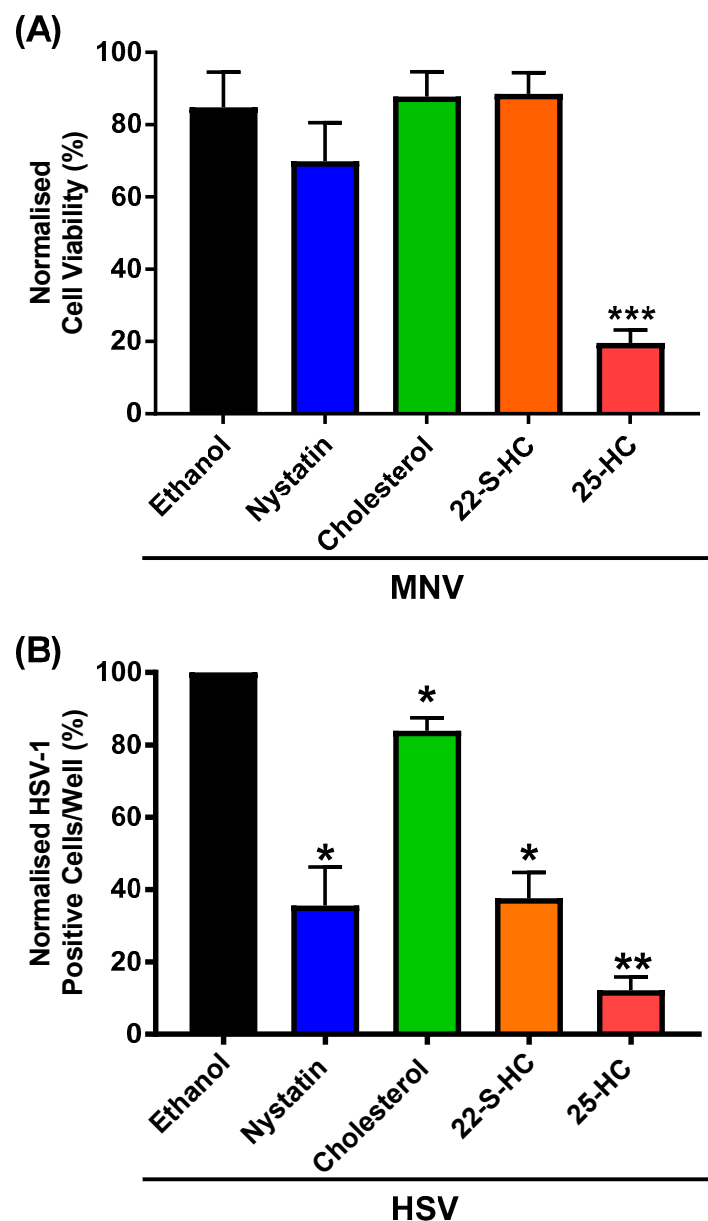 (A)
Normalised
Cell Viability (%)
100
80
60
40
20
0
***
Ethanol
Nystatin
Cholesterol
22-S-HC
25-HC
MNV
(B)
Normalised HSV-1
Positive Cells/Well (%)
100
80
60
40
20
0
*
*
*
**
Ethanol
Nystatin
Cholesterol
22-S-HC
25-HC
HSV